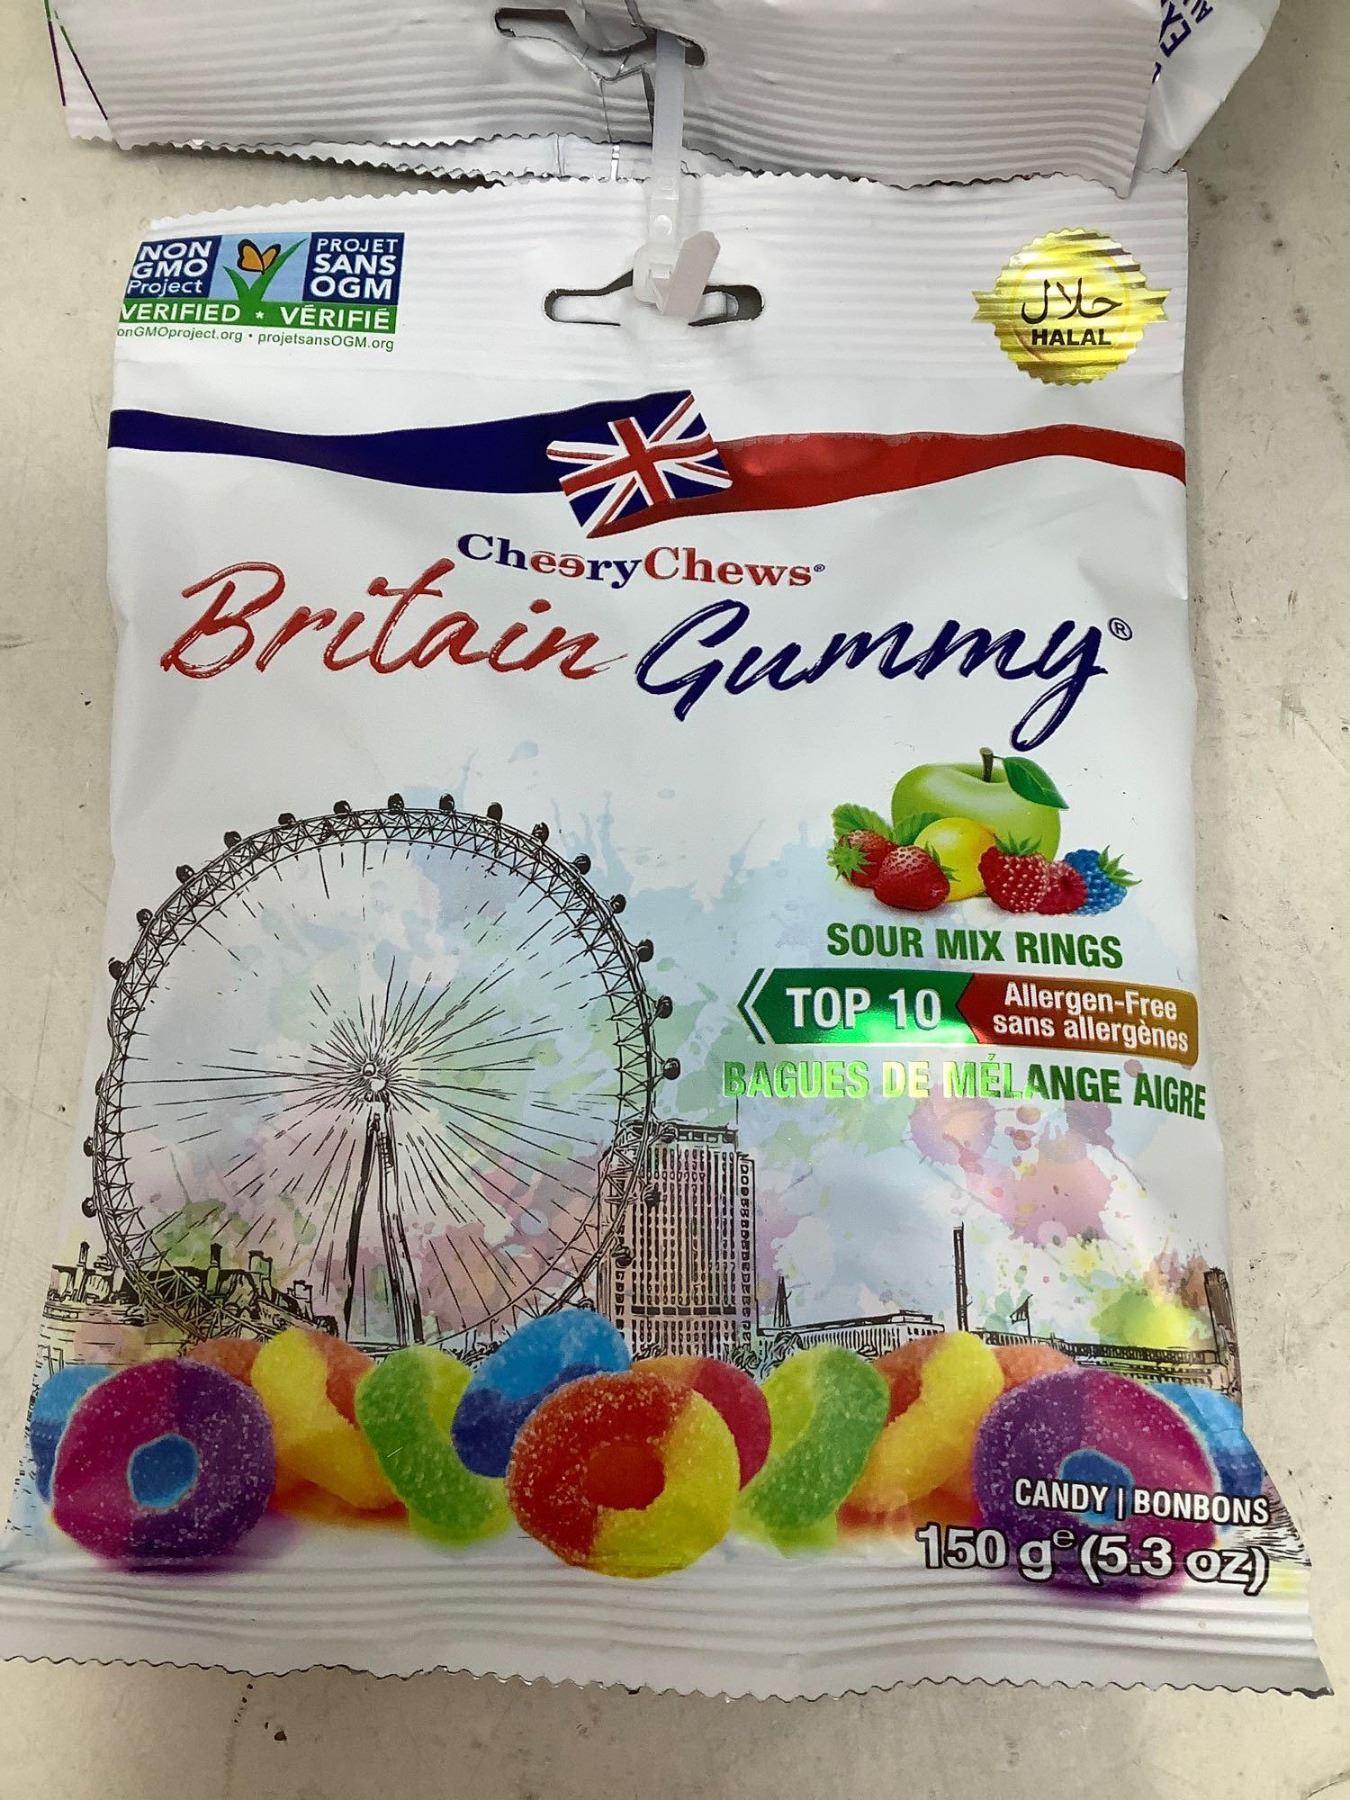 NON
GMO
Project
PROJET
SANS
OGM
VERIFIED * VÉRIFIÉ
onGMOproject.org • projetsansOGM.org
حلال
HALAL
CheeryChews®
Britain Gummy®
SOUR MIX RINGS
TOP 10
Allergen-Free
sans allergènes
BAGUES DE MÉLANGE AIGRE
CANDY | BONBONS
150 g℮ (5.3 oz)